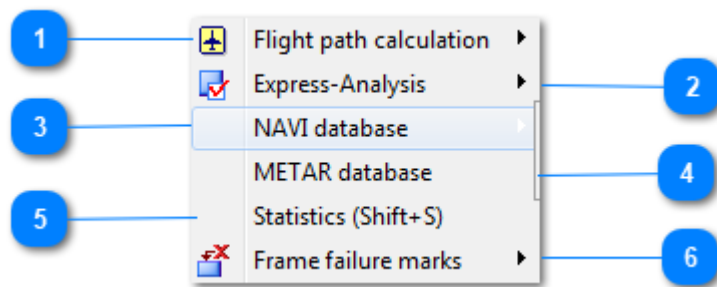 1 Flight path calculation
Express-Analysis 2
3 NAVI database
METAR database 4
5 Statistics (Shift+S)
Frame failure marks 6